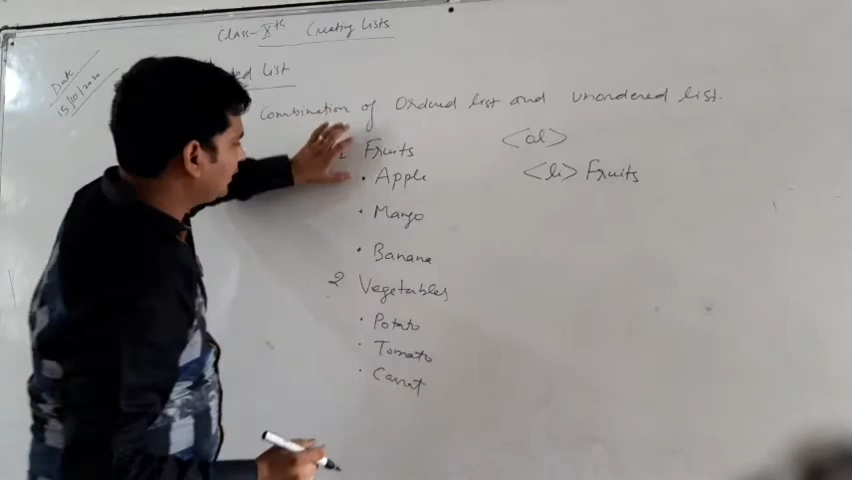 Class-Xth Creating Lists
Date
15/10/2020
List
Combination of Ordered list and unordered list.
1 Fruits
• Apple
• Mango
• Banana
2 Vegetables
• Potato
• Tomato
• Carrot
<ol>
<li> Fruits